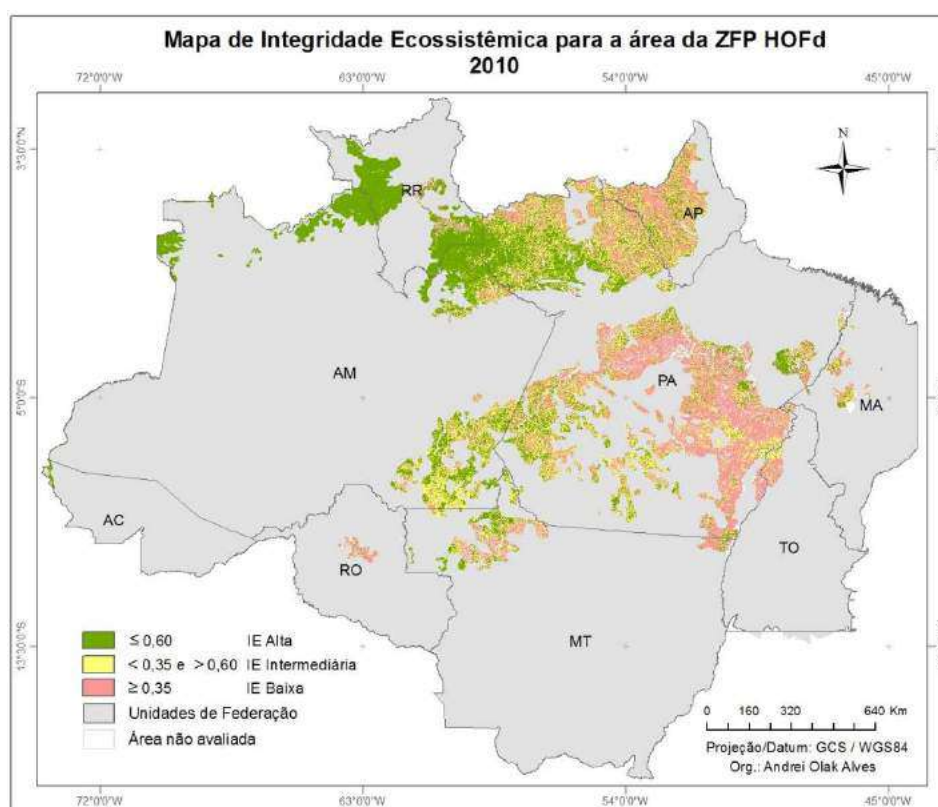 Mapa de Integridade Ecossistêmica para a área da ZFP HOFd
2010
72°0'0"W 63°0'0"W 54°0'0"W 45°0'0"W
3°30'0"N
N
RR
AP
AM
PA
5°0'0"S
MA
AC
TO
RO
MT
13°30'0"S
≤ 0,60 IE Alta
< 0,35 e > 0,60 IE Intermediária
≥ 0,35 IE Baixa
Unidades de Federação
Área não avaliada
0 160 320 640 Km
Projeção/Datum: GCS / WGS84
Org.: Andrei Olak Alves
72°0'0"W 63°0'0"W 54°0'0"W 45°0'0"W